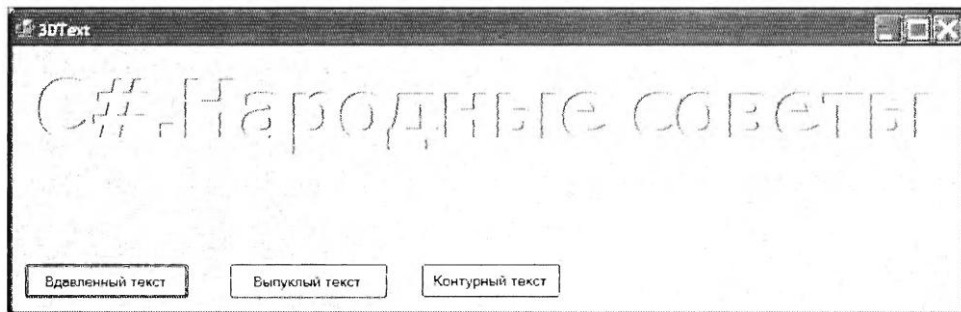 3DText
C#.Народные советы
Вдавленный текст Выпуклый текст Контурный текст